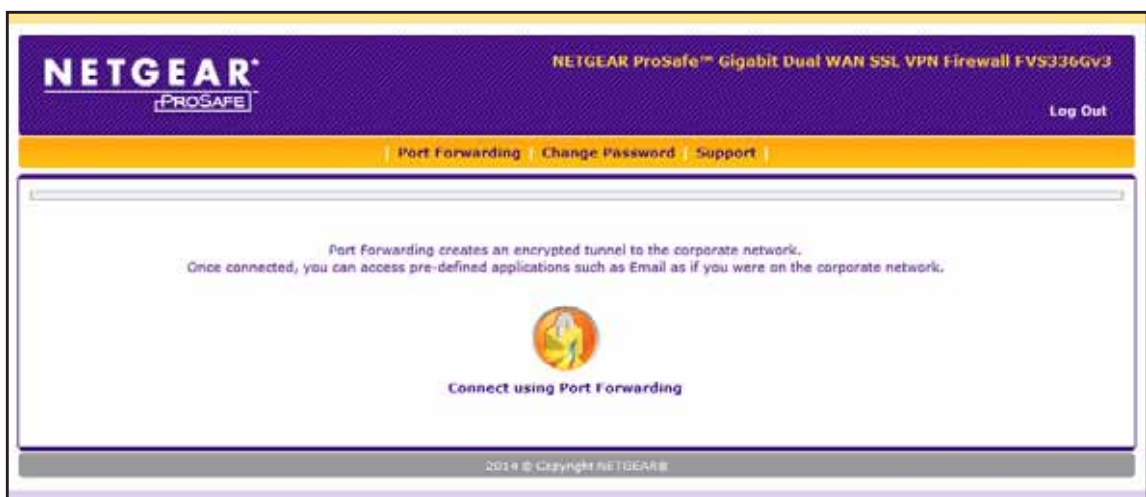 NETGEAR®
PROSAFE
NETGEAR ProSafe™ Gigabit Dual WAN SSL VPN Firewall FVS336Gv3
Log Out
| Port Forwarding | Change Password | Support |
Port Forwarding creates an encrypted tunnel to the corporate network.
Once connected, you can access pre-defined applications such as Email as if you were on the corporate network.
Connect using Port Forwarding
2014 © Copyright NETGEAR®